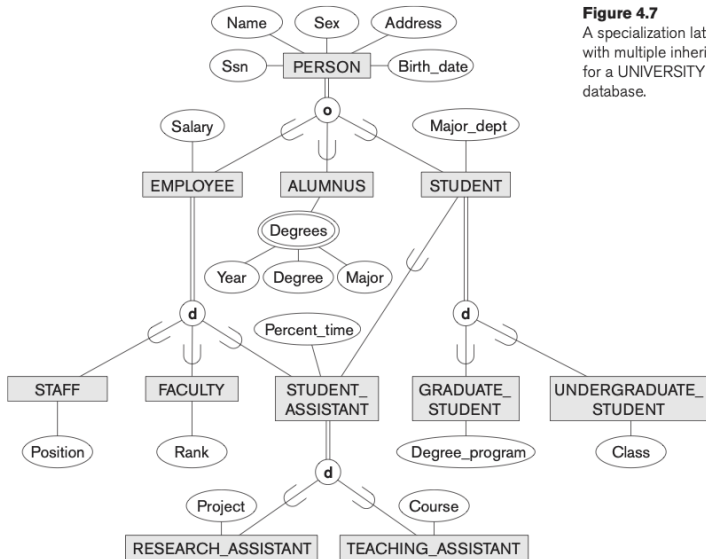 Figure 4.7
A specialization lat
with multiple inheri
for a UNIVERSITY
database.
Name
Sex
Address
Ssn
PERSON
Birth_date
o
Salary
Major_dept
EMPLOYEE
ALUMNUS
STUDENT
Degrees
Year
Degree
Major
d
d
Percent_time
STAFF
FACULTY
STUDENT_
ASSISTANT
GRADUATE_
STUDENT
UNDERGRADUATE_
STUDENT
Position
Rank
Degree_program
Class
d
Project
Course
RESEARCH_ASSISTANT
TEACHING_ASSISTANT